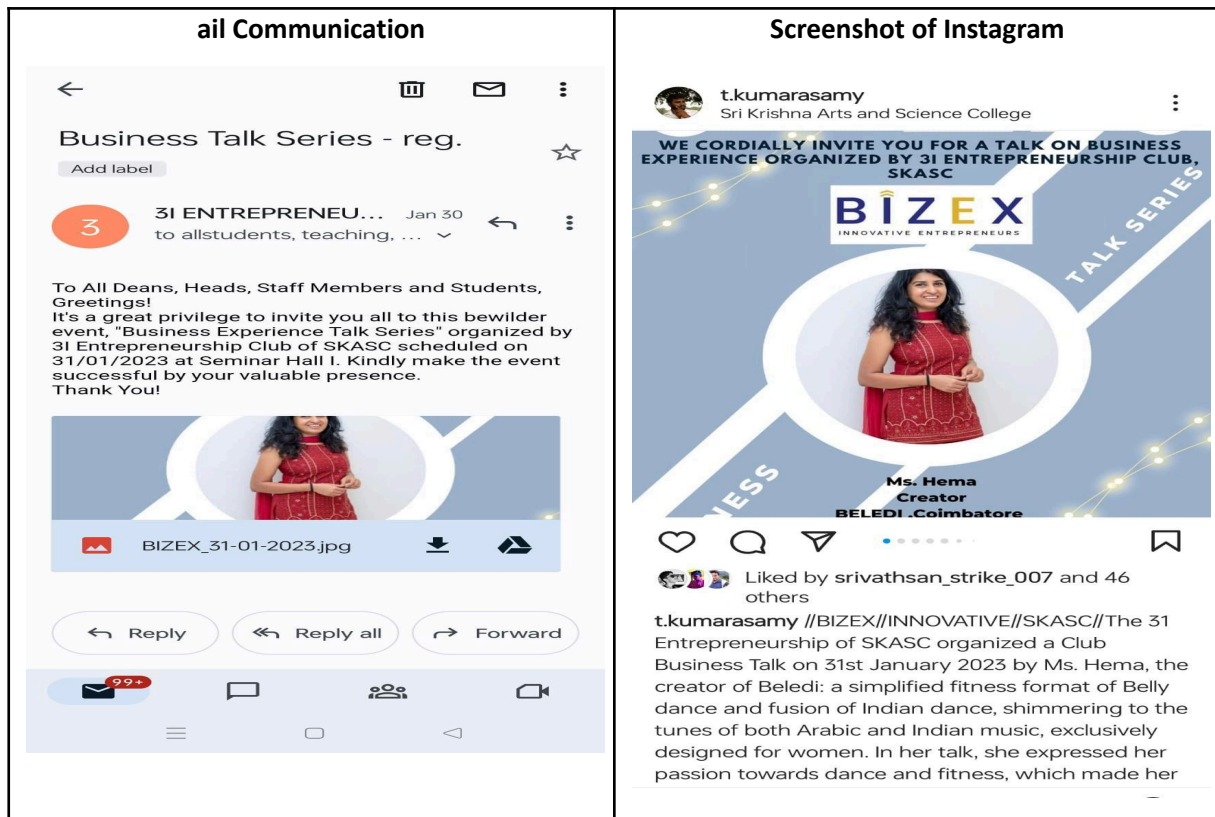 ail Communication
Business Talk Series - reg.
Add label
3
3I ENTREPRENEU... Jan 30
to allstudents, teaching, ...
To All Deans, Heads, Staff Members and Students,
Greetings!
It's a great privilege to invite you all to this bewilder
event, "Business Experience Talk Series" organized by
3I Entrepreneurship Club of SKASC scheduled on
31/01/2023 at Seminar Hall I. Kindly make the event
successful by your valuable presence.
Thank You!
BIZEX_31-01-2023.jpg
Reply
Reply all
Forward
99+
Screenshot of Instagram
t.kumarasamy
Sri Krishna Arts and Science College
WE CORDIALLY INVITE YOU FOR A TALK ON BUSINESS
EXPERIENCE ORGANIZED BY 3I ENTREPRENEURSHIP CLUB,
SKASC
BIZEX
INNOVATIVE ENTREPRENEURS
TALK SERIES
NESS
Ms. Hema
Creator
BELEDI .Coimbatore
Liked by srivathsan_strike_007 and 46
others
t.kumarasamy //BIZEX//INNOVATIVE//SKASC//The 31
Entrepreneurship of SKASC organized a Club
Business Talk on 31st January 2023 by Ms. Hema, the
creator of Beledi: a simplified fitness format of Belly
dance and fusion of Indian dance, shimmering to the
tunes of both Arabic and Indian music, exclusively
designed for women. In her talk, she expressed her
passion towards dance and fitness, which made her